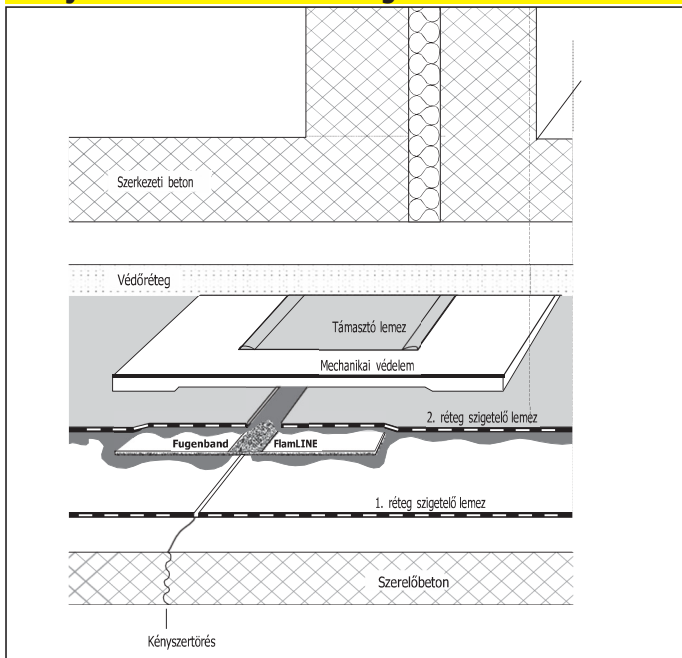 Szerkezeti beton
Védőréteg
Támasztó lemez
Mechanikai védelem
2. réteg szigetelő lemez
Fugenband FlamLINE
1. réteg szigetelő lemez
Szerelőbeton
Kényszertörés